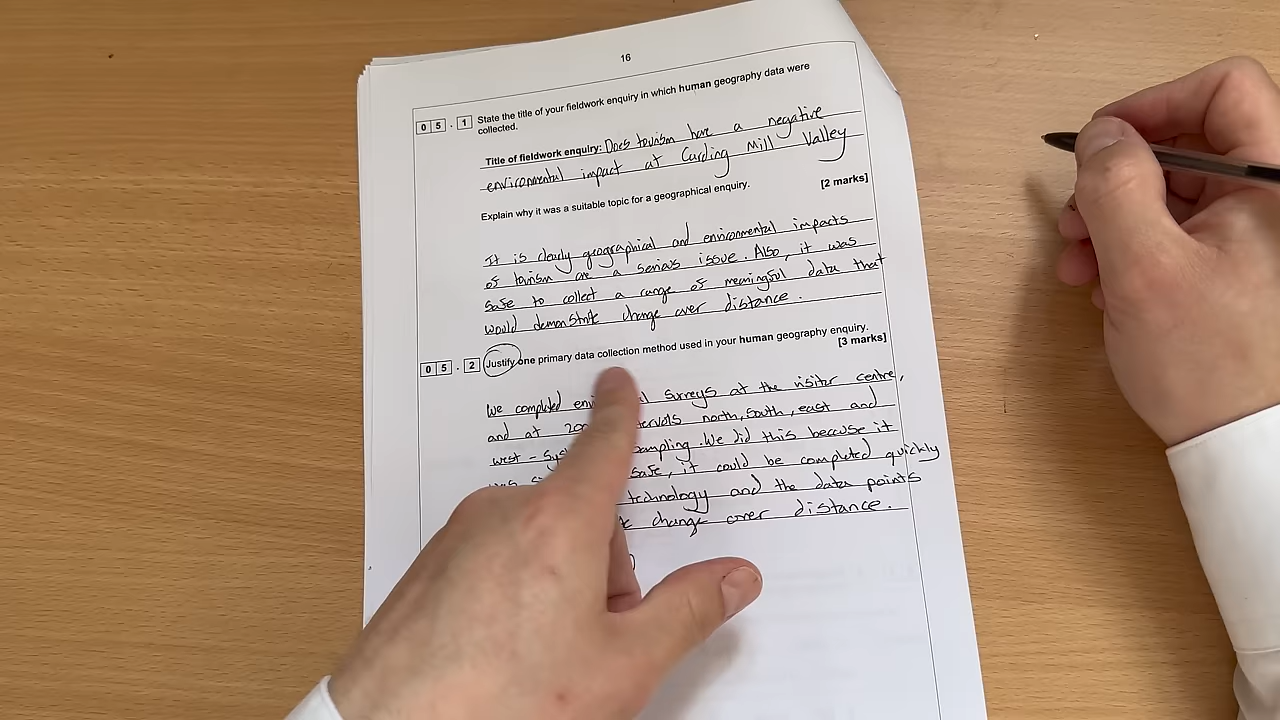 16
0 5 . 1 State the title of your fieldwork enquiry in which human geography data were
collected.
Title of fieldwork enquiry: Does tourism have a negative
environmental impact at Carding Mill Valley
[2 marks]
Explain why it was a suitable topic for a geographical enquiry.
It is clearly geographical and environmental impacts
of tourism are a serious issue. Also, it was
safe to collect a range of meaningful data that
would demonstrate change over distance.
0 5 . 2 Justify one primary data collection method used in your human geography enquiry.
[3 marks]
We completed surveys at the visitor centre,
and at north, south, east and
west - sampling. We did this because it
safe, it could be completed quickly
technology and the data points
change over distance.